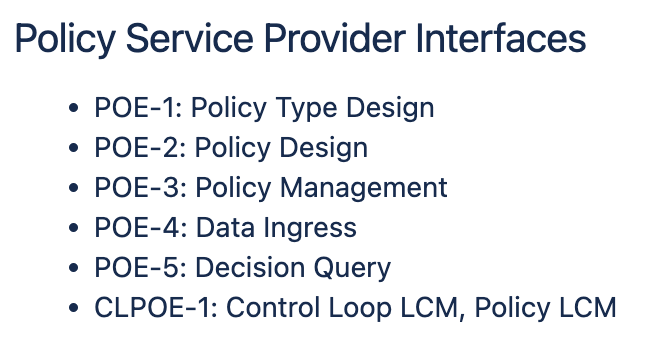 Policy Service Provider Interfaces
• POE-1: Policy Type Design
• POE-2: Policy Design
• POE-3: Policy Management
• POE-4: Data Ingress
• POE-5: Decision Query
• CLPOE-1: Control Loop LCM, Policy LCM